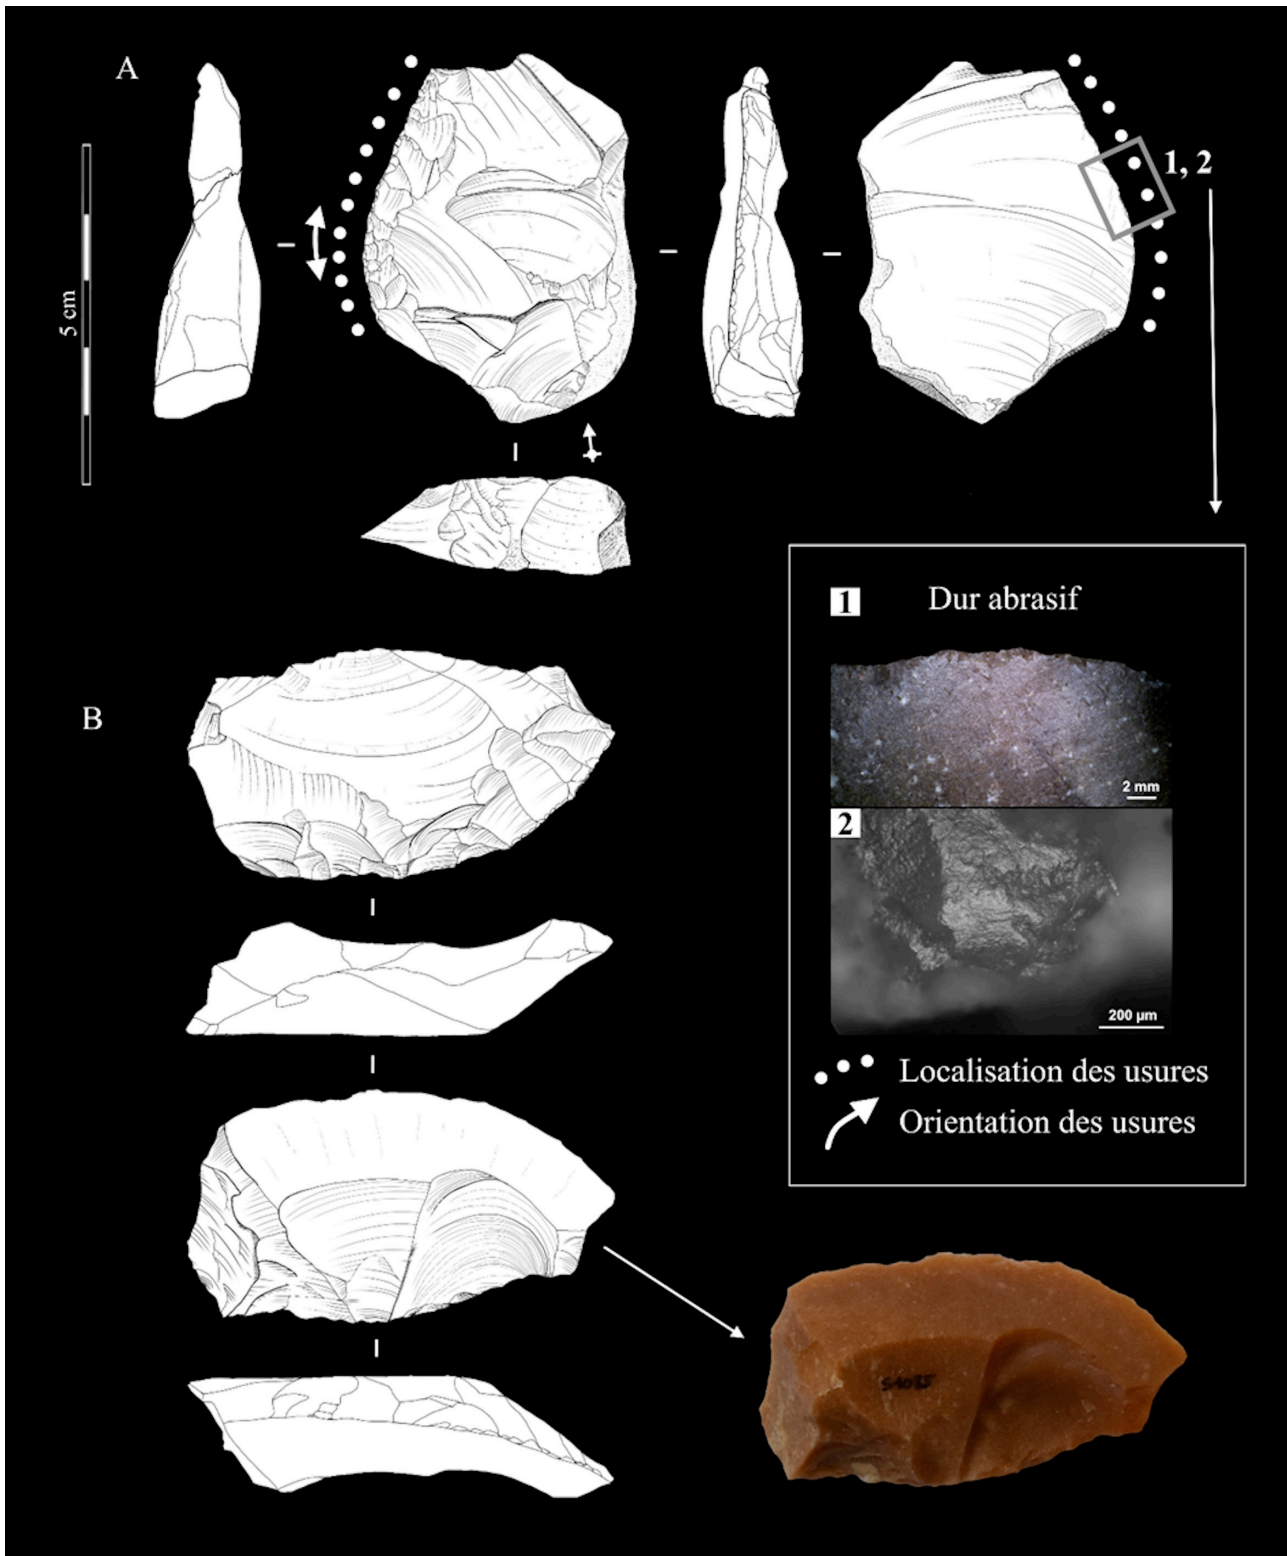 A
5 cm
1, 2
1 Dur abrasif
2 mm
2
200 µm
Localisation des usures
Orientation des usures
B